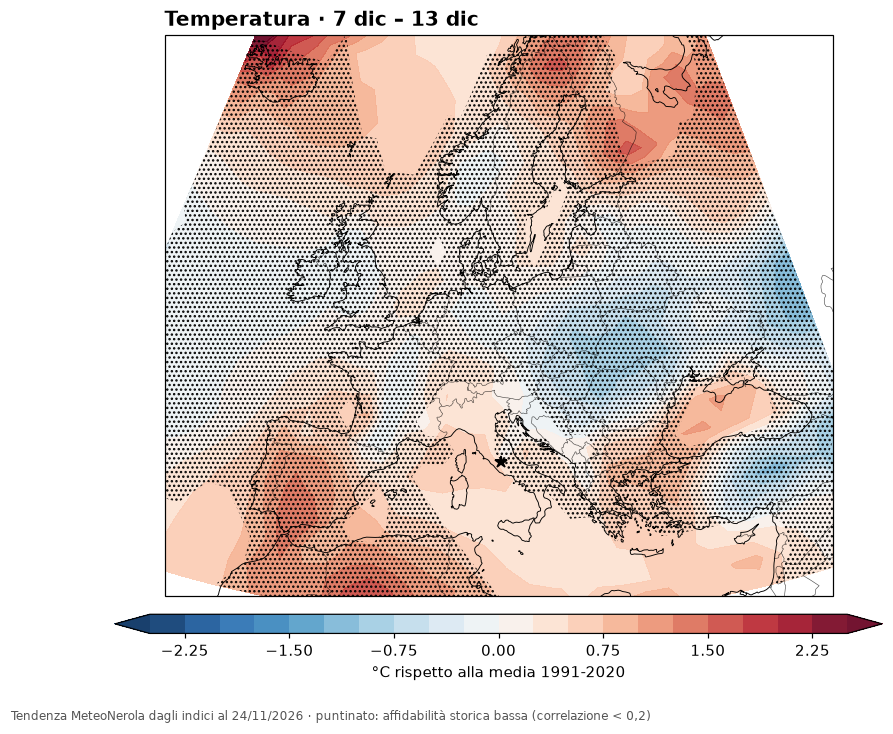 Temperatura · 7 dic – 13 dic
−2.25 −1.50 −0.75 0.00 0.75 1.50 2.25
°C rispetto alla media 1991-2020
Tendenza MeteoNerola dagli indici al 24/11/2026 · puntinato: affidabilità storica bassa (correlazione < 0,2)